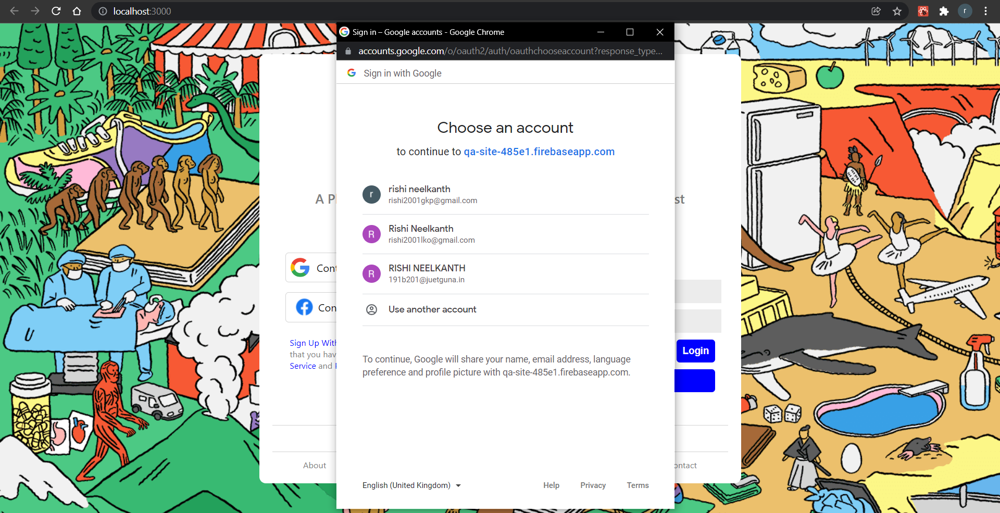 localhost:3000
r
Sign in – Google accounts - Google Chrome
accounts.google.com/o/oauth2/auth/oauthchooseaccount?response_type...
Sign in with Google
Choose an account
to continue to qa-site-485e1.firebaseapp.com
A P
st
r
rishi neelkanth
rishi2001gkp@gmail.com
R
Rishi Neelkanth
rishi2001lko@gmail.com
R
RISHI NEELKANTH
191b201@juetguna.in
Use another account
Cont
Con
Sign Up With
that you hav
Service and
Login
To continue, Google will share your name, email address, language
preference and profile picture with qa-site-485e1.firebaseapp.com.
About
ontact
English (United Kingdom)
Help
Privacy
Terms